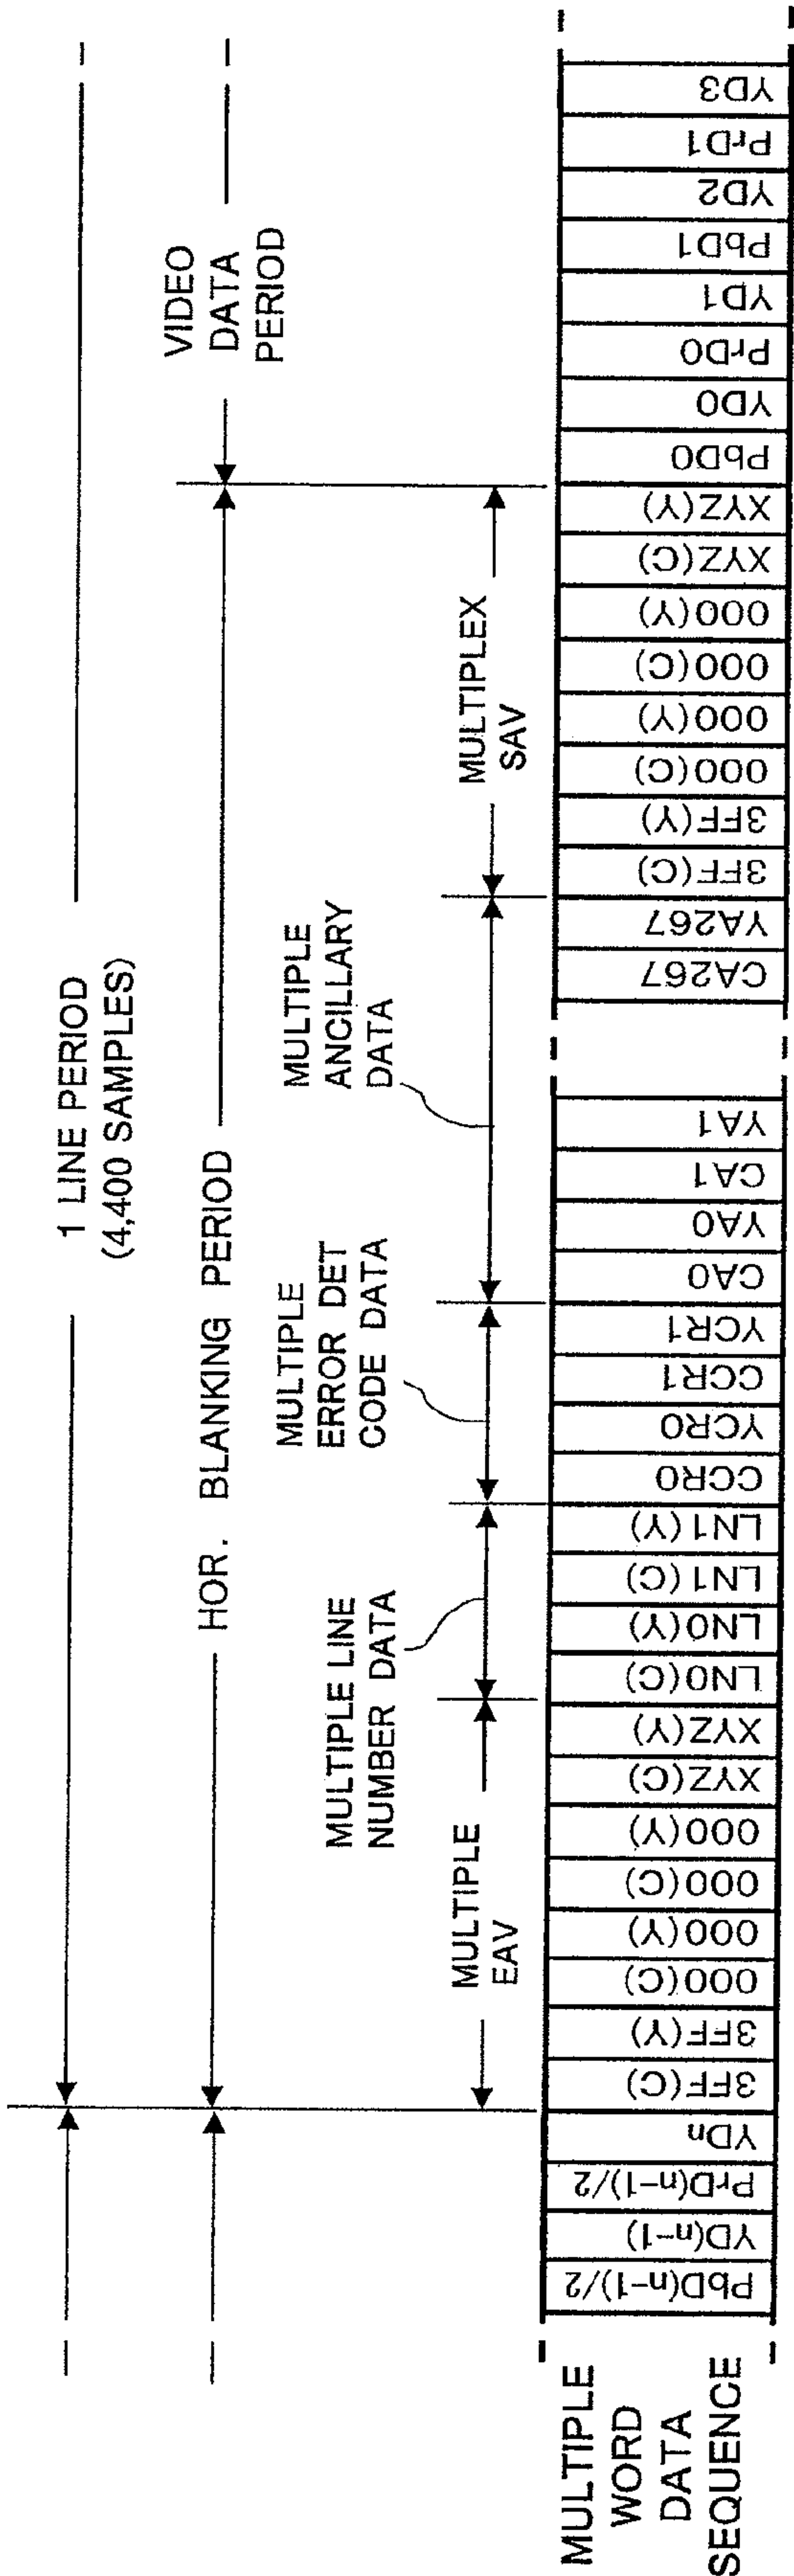 1 LINE PERIOD
(4,400 SAMPLES)
HOR. BLANKING PERIOD
VIDEO
DATA
PERIOD
MULTIPLE
EAV
MULTIPLE LINE
NUMBER DATA
MULTIPLE
ERROR DET
CODE DATA
MULTIPLE
ANCILLARY
DATA
MULTIPLEX
SAV
MULTIPLE
WORD
DATA
SEQUENCE
PbD(n-1)/2
YD(n-1)
PrD(n-1)/2
YDn
3FF(C)
3FF(Y)
000(C)
000(Y)
000(C)
000(Y)
XYZ(C)
XYZ(Y)
LN0(C)
LN0(Y)
LN1(C)
LN1(Y)
CCR0
YCR0
CCR1
YCR1
CA0
YA0
CA1
YA1
CA267
YA267
3FF(C)
3FF(Y)
000(C)
000(Y)
000(C)
000(Y)
XYZ(C)
XYZ(Y)
PbD0
YD0
PrD0
YD1
PbD1
YD2
PrD1
YD3